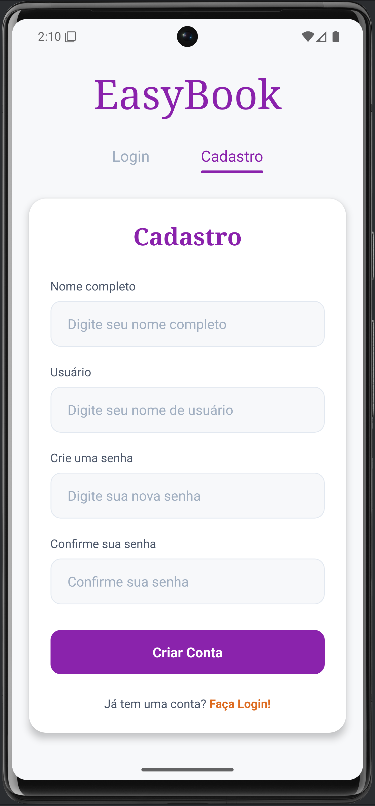 2:10
EasyBook
Login Cadastro
Cadastro
Nome completo
Digite seu nome completo
Usuário
Digite seu nome de usuário
Crie uma senha
Digite sua nova senha
Confirme sua senha
Confirme sua senha
Criar Conta
Já tem uma conta? Faça Login!